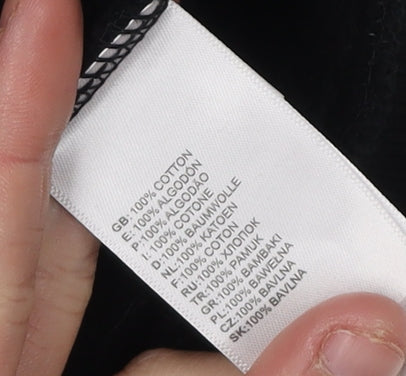 GB: 100% COTTON
E: 100% ALGODÓN
P:100% ALGODÃO
I: 100% COTONE
D:100% BAUMWOLLE
NL:100% KATOEN
F:100% COTON
RU:100% ХЛОПОК
TR:100% PAMUK
GR:100% BAMBAKI
PL:100% BAWEŁNA
CZ:100% BAVLNA
SK:100% BAVLNA